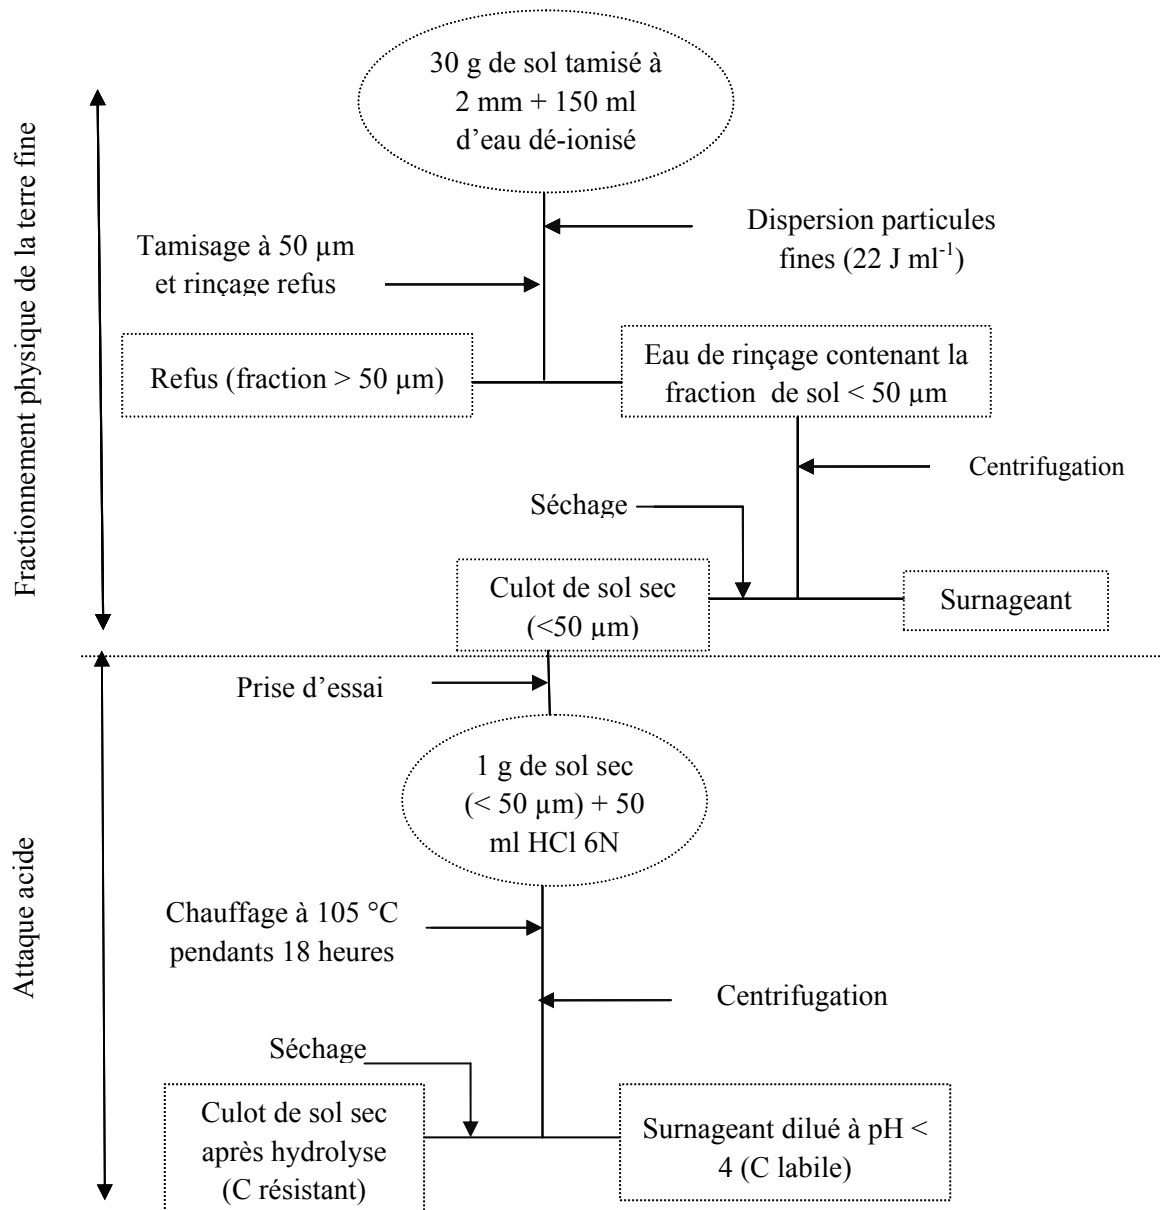 30 g de sol tamisé à
2 mm + 150 ml
d’eau dé-ionisé
Fractionnement physique de la terre fine
Dispersion particules
fines (22 J ml-1)
Tamisage à 50 µm
et rinçage refus
Refus (fraction > 50 µm)
Eau de rinçage contenant la
fraction de sol < 50 µm
Centrifugation
Séchage
Culot de sol sec
(<50 µm)
Surnageant
Prise d’essai
Attaque acide
1 g de sol sec
(< 50 µm) + 50
ml HCl 6N
Chauffage à 105 °C
pendants 18 heures
Centrifugation
Séchage
Culot de sol sec
après hydrolyse
(C résistant)
Surnageant dilué à pH <
4 (C labile)